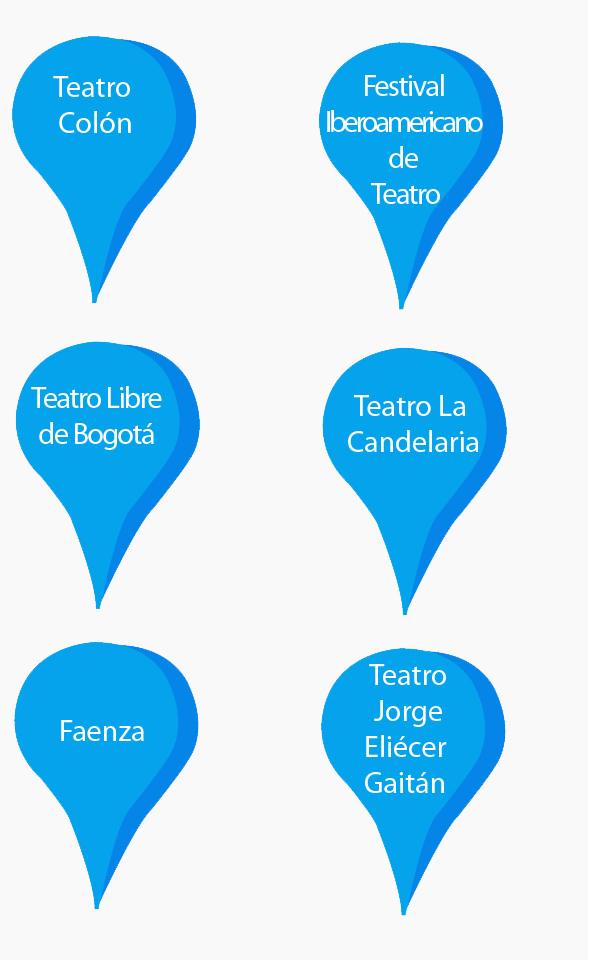 Teatro
Colón
Festival
Iberoamericano
de
Teatro
Teatro Libre
de Bogotá
Teatro La
Candelaria
Faenza
Teatro
Jorge
Eliécer
Gaitán